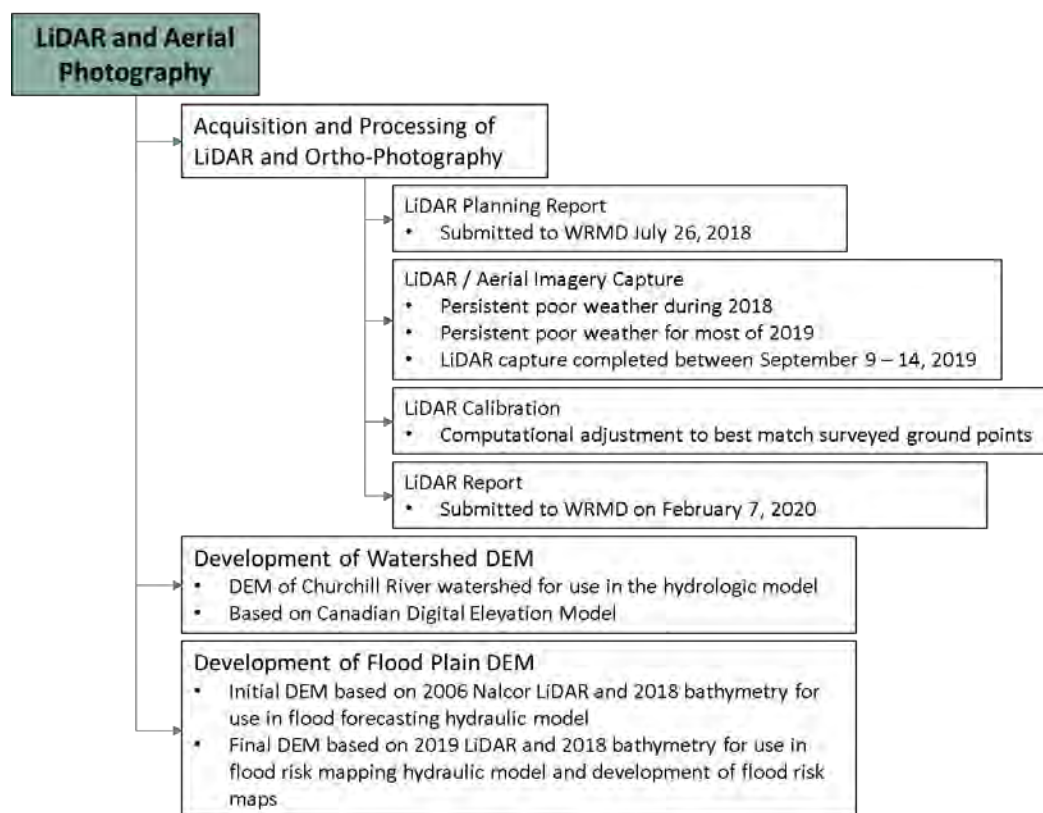 LiDAR and Aerial
Photography
Acquisition and Processing of
LiDAR and Ortho-Photography
LiDAR Planning Report
• Submitted to WRMD July 26, 2018
LiDAR / Aerial Imagery Capture
• Persistent poor weather during 2018
• Persistent poor weather for most of 2019
• LiDAR capture completed between September 9 – 14, 2019
LiDAR Calibration
• Computational adjustment to best match surveyed ground points
LiDAR Report
• Submitted to WRMD on February 7, 2020
Development of Watershed DEM
• DEM of Churchill River watershed for use in the hydrologic model
• Based on Canadian Digital Elevation Model
Development of Flood Plain DEM
• Initial DEM based on 2006 Nalcor LiDAR and 2018 bathymetry for
use in flood forecasting hydraulic model
• Final DEM based on 2019 LiDAR and 2018 bathymetry for use in
flood risk mapping hydraulic model and development of flood risk
maps